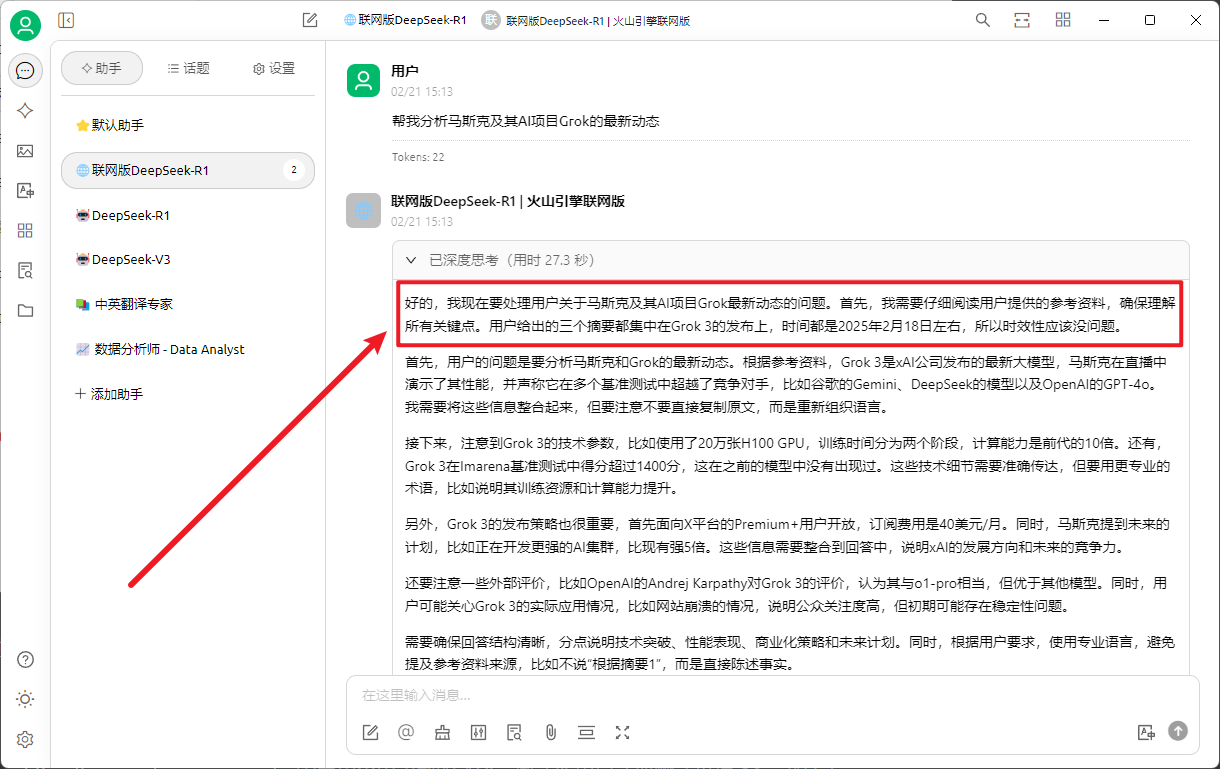 联网版DeepSeek-R1
联
联网版DeepSeek-R1 | 火山引擎联网版
助手
话题
设置
默认助手
联网版DeepSeek-R1
2
DeepSeek-R1
DeepSeek-V3
中英翻译专家
数据分析师 - Data Analyst
添加助手
用户
02/21 15:13
帮我分析马斯克及其AI项目Grok的最新动态
Tokens: 22
联网版DeepSeek-R1 | 火山引擎联网版
02/21 15:13
已深度思考（用时 27.3 秒）
好的，我现在要处理用户关于马斯克及其AI项目Grok最新动态的问题。首先，我需要仔细阅读用户提供的参考资料，确保理解
所有关键点。用户给出的三个摘要都集中在Grok 3的发布上，时间都是2025年2月18日左右，所以时效性应该没问题。
首先，用户的问题是要分析马斯克和Grok的最新动态。根据参考资料，Grok 3是xAI公司发布的最新大模型，马斯克在直播中
演示了其性能，并声称它在多个基准测试中超越了竞争对手，比如谷歌的Gemini、DeepSeek的模型以及OpenAI的GPT-4o。
我需要将这些信息整合起来，但要注意不要直接复制原文，而是重新组织语言。
接下来，注意到Grok 3的技术参数，比如使用了20万张H100 GPU，训练时间分为两个阶段，计算能力是前代的10倍。还有，
Grok 3在lmarena基准测试中得分超过1400分，这在之前的模型中没有出现过。这些技术细节需要准确传达，但要用更专业的
术语，比如说明其训练资源和计算能力提升。
另外，Grok 3的发布策略也很重要，首先面向X平台的Premium+用户开放，订阅费用是40美元/月。同时，马斯克提到未来的
计划，比如正在开发更强的AI集群，比现有强5倍。这些信息需要整合到回答中，说明xAI的发展方向和未来的竞争力。
还要注意一些外部评价，比如OpenAI的Andrej Karpathy对Grok 3的评价，认为其与o1-pro相当，但优于其他模型。同时，用
户可能关心Grok 3的实际应用情况，比如网站崩溃的情况，说明公众关注度高，但初期可能存在稳定性问题。
需要确保回答结构清晰，分点说明技术突破、性能表现、商业化策略和未来计划。同时，根据用户要求，使用专业语言，避免
提及参考资料来源，比如不说“根据摘要1”，而是直接陈述事实。
在这里输入消息...